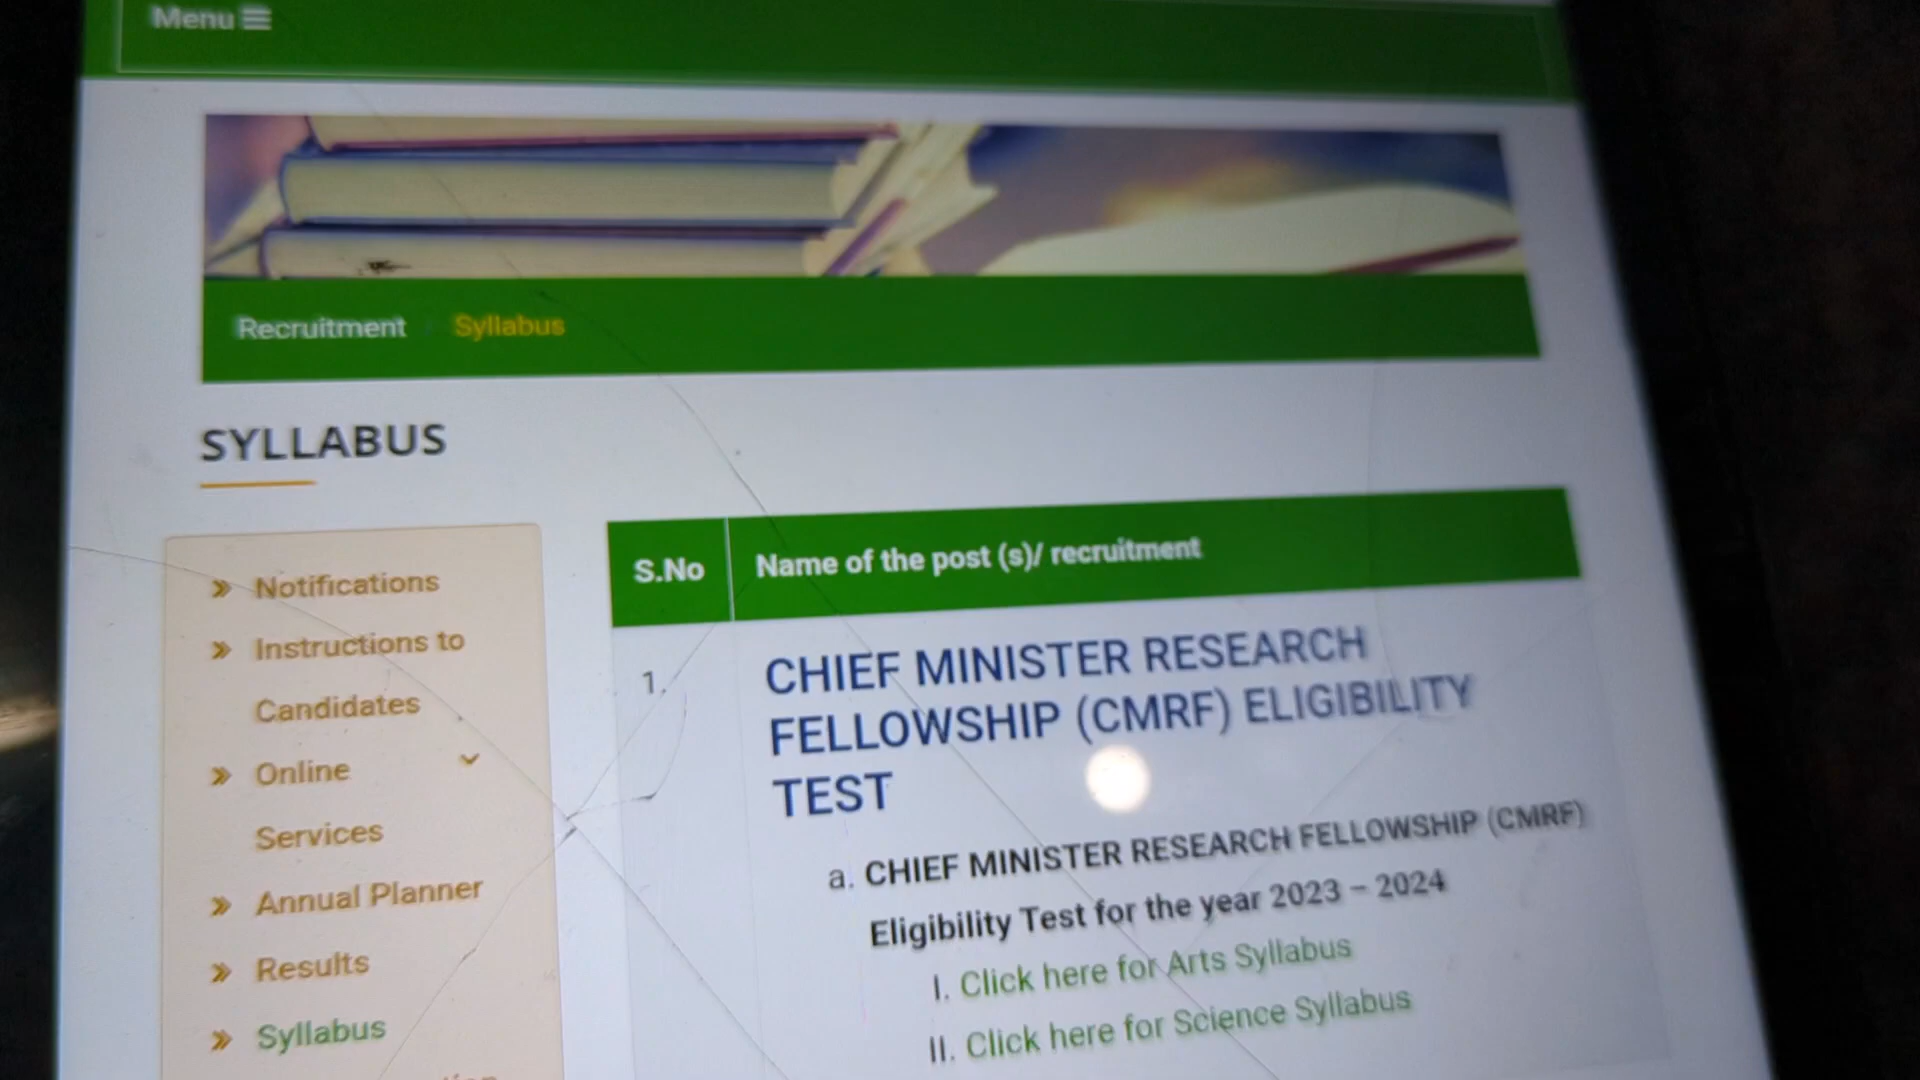 Menu
Recruitment Syllabus
SYLLABUS
Notifications
Instructions to
Candidates
Online
Services
Annual Planner
Results
Syllabus
S.No Name of the post (s)/ recruitment
1. CHIEF MINISTER RESEARCH
FELLOWSHIP (CMRF) ELIGIBILITY
TEST
a. CHIEF MINISTER RESEARCH FELLOWSHIP (CMRF)
Eligibility Test for the year 2023 – 2024
I. Click here for Arts Syllabus
II. Click here for Science Syllabus